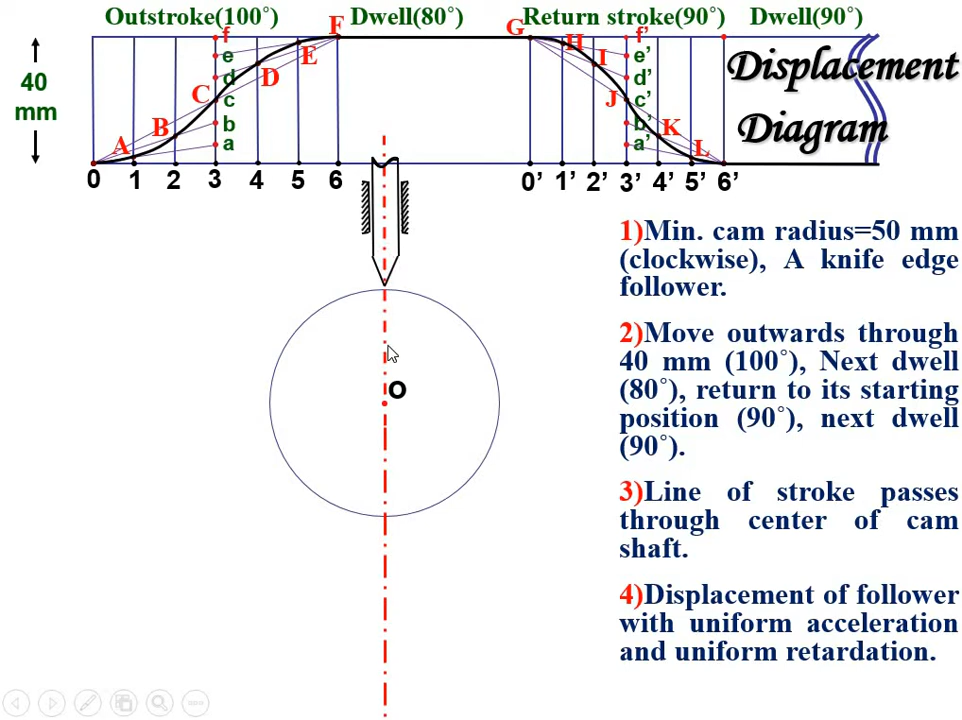 Outstroke(100˚) Dwell(80˚) Return stroke(90˚) Dwell(90˚)
F G f f'
H
E e e' I
40 mm
D d d'
Displacement
Diagram
C c J c'
B b b' K
A a a' L
0 1 2 3 4 5 6 0' 1' 2' 3' 4' 5' 6'
1)Min. cam radius=50 mm
(clockwise), A knife edge
follower.
2)Move outwards through
40 mm (100˚), Next dwell
(80˚), return to its starting
position (90˚), next dwell
(90˚).
O
3)Line of stroke passes
through center of cam
shaft.
4)Displacement of follower
with uniform acceleration
and uniform retardation.